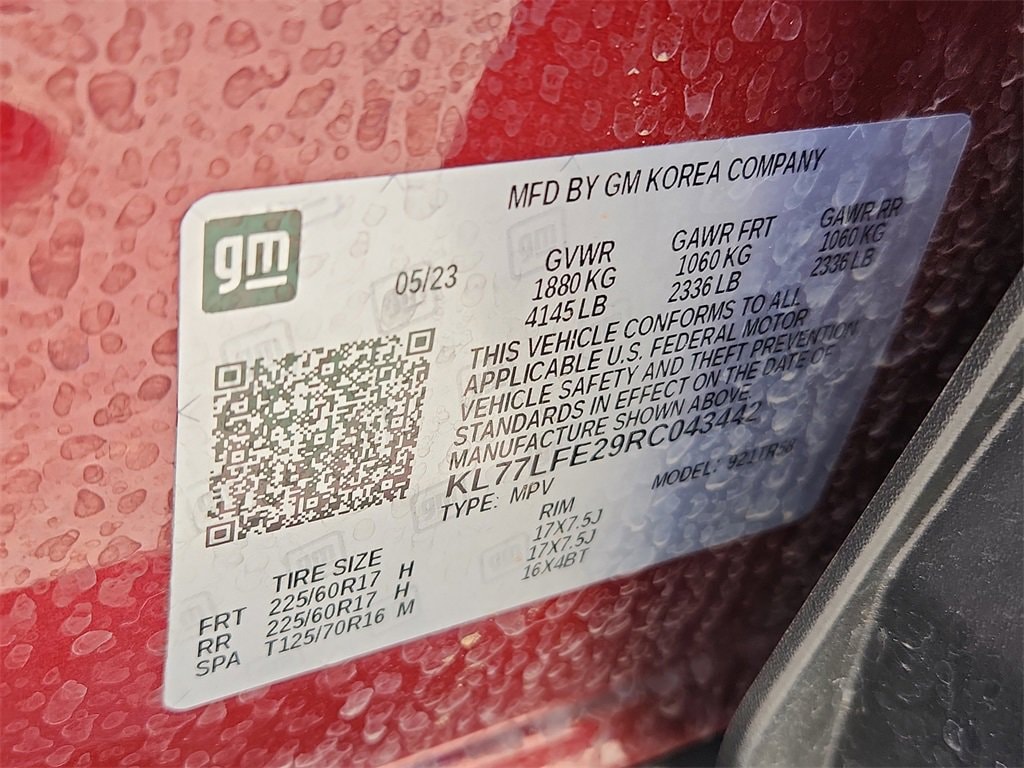 MFD BY GM KOREA COMPANY
gm
05/23
GVWR GAWR FRT GAWR RR
1880 KG 1060 KG 1060 KG
4145 LB 2336 LB 2336 LB
THIS VEHICLE CONFORMS TO ALL
APPLICABLE U.S. FEDERAL MOTOR
VEHICLE SAFETY AND THEFT PREVENTION
STANDARDS IN EFFECT ON THE DATE OF
MANUFACTURE SHOWN ABOVE.
KL77LFE29RC043442
TYPE: MPV MODEL:
TIRE SIZE RIM
FRT 225/60R17 H 17X7.5J
RR 225/60R17 H 17X7.5J
SPA T125/70R16 M 16X4BT